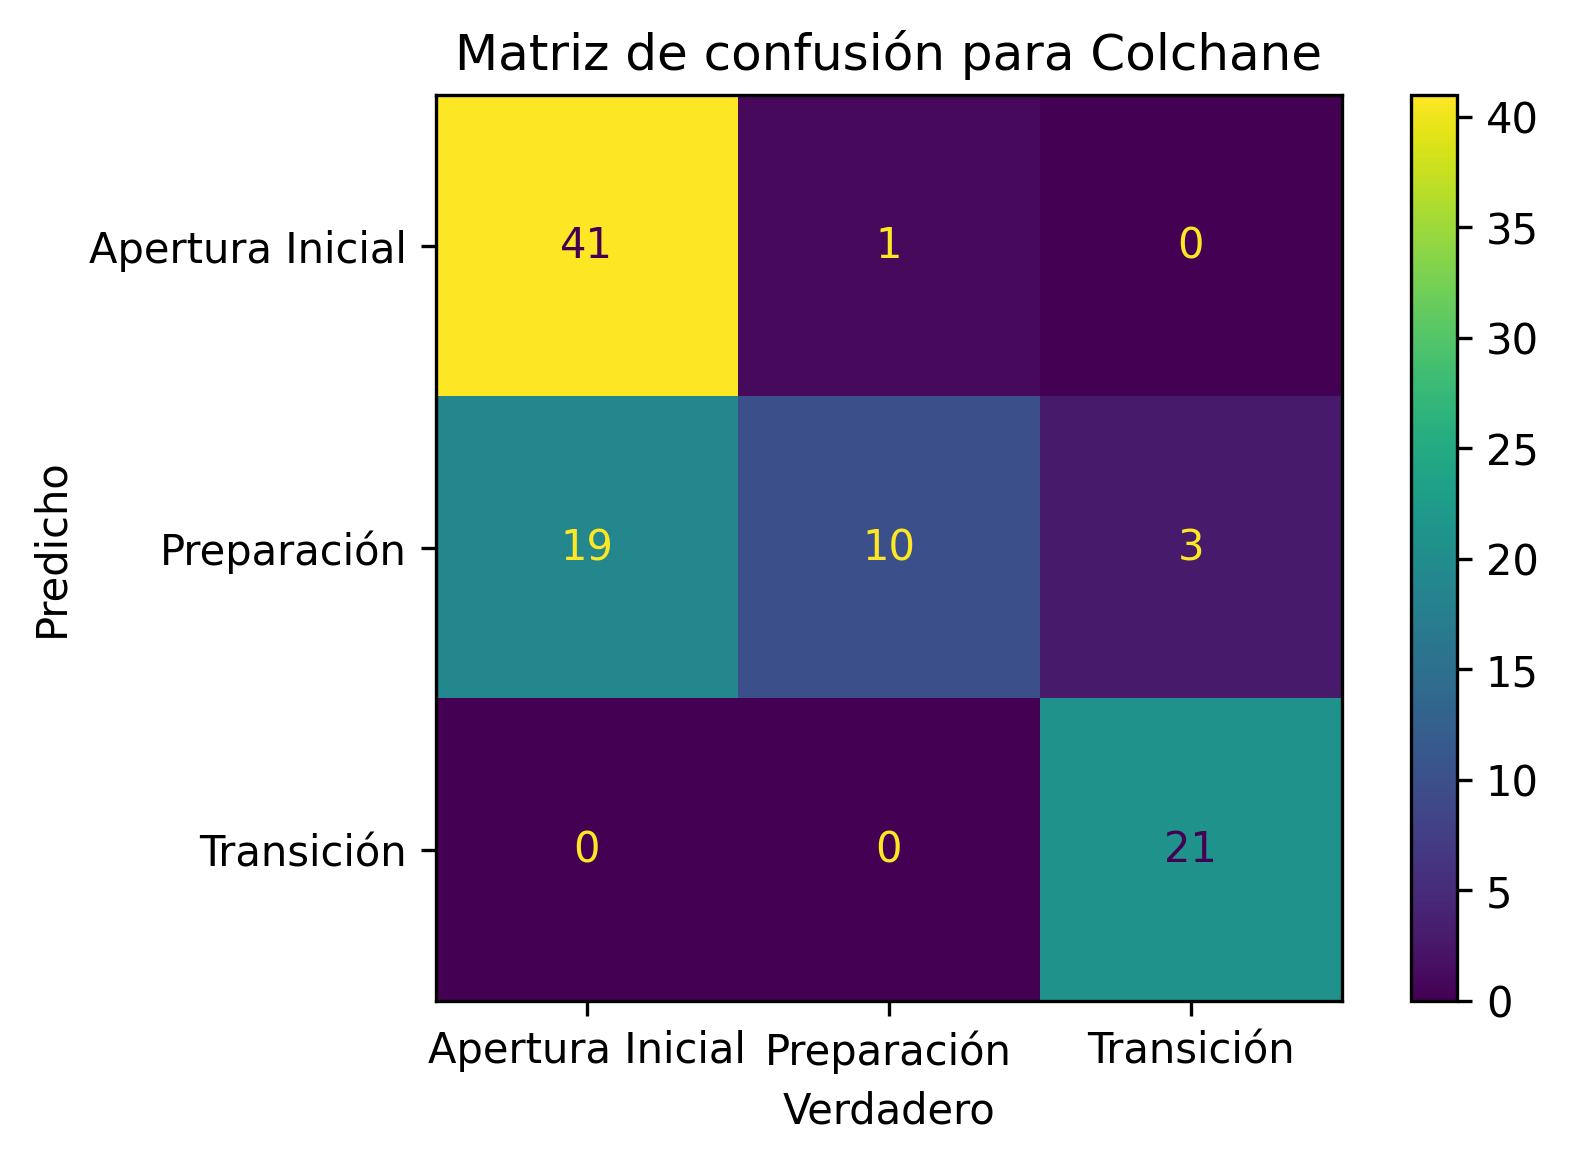 Matriz de confusión para Colchane
Predicho
Apertura Inicial
41
1
0
Preparación
19
10
3
Transición
0
0
21
Apertura Inicial
Preparación
Transición
Verdadero
40
35
30
25
20
15
10
5
0